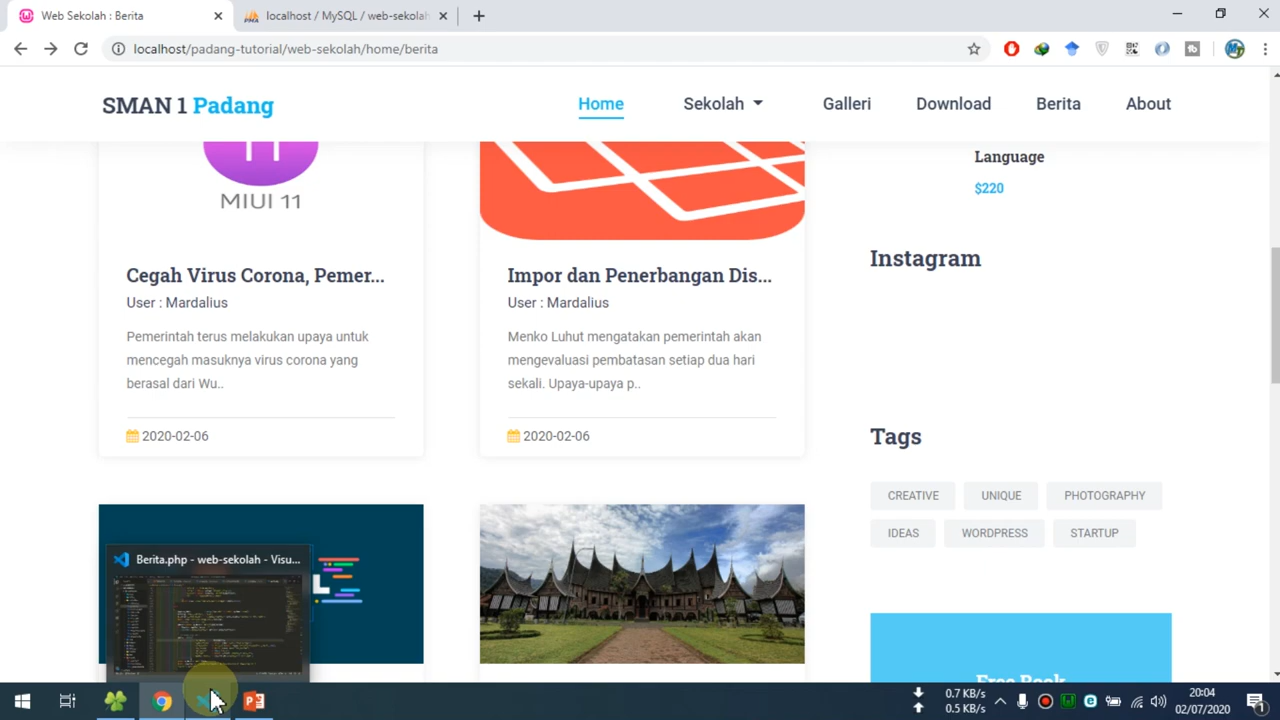 Web Sekolah : Berita
localhost / MySQL / web-sekolah
localhost/padang-tutorial/web-sekolah/home/berita
SMAN 1 Padang
Home
Sekolah
Galleri
Download
Berita
About
MIUI 11
Language
$220
Cegah Virus Corona, Pemer...
User : Mardalius
Pemerintah terus melakukan upaya untuk
mencegah masuknya virus corona yang
berasal dari Wu..
2020-02-06
Impor dan Penerbangan Dis...
User : Mardalius
Menko Luhut mengatakan pemerintah akan
mengevaluasi pembatasan setiap dua hari
sekali. Upaya-upaya p..
2020-02-06
Instagram
Tags
CREATIVE
UNIQUE
PHOTOGRAPHY
IDEAS
WORDPRESS
STARTUP
Berita.php - web-sekolah - Visu...
Free Book
0.7 KB/s
0.5 KB/s
20:04
02/07/2020